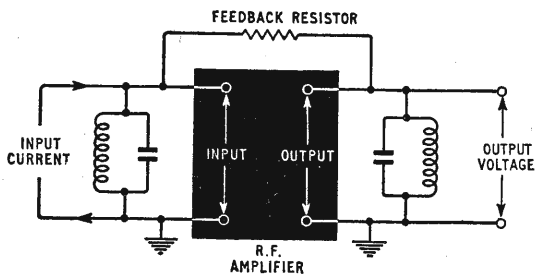 FEEDBACK RESISTOR
INPUT
CURRENT
INPUT
OUTPUT
OUTPUT
VOLTAGE
R.F.
AMPLIFIER